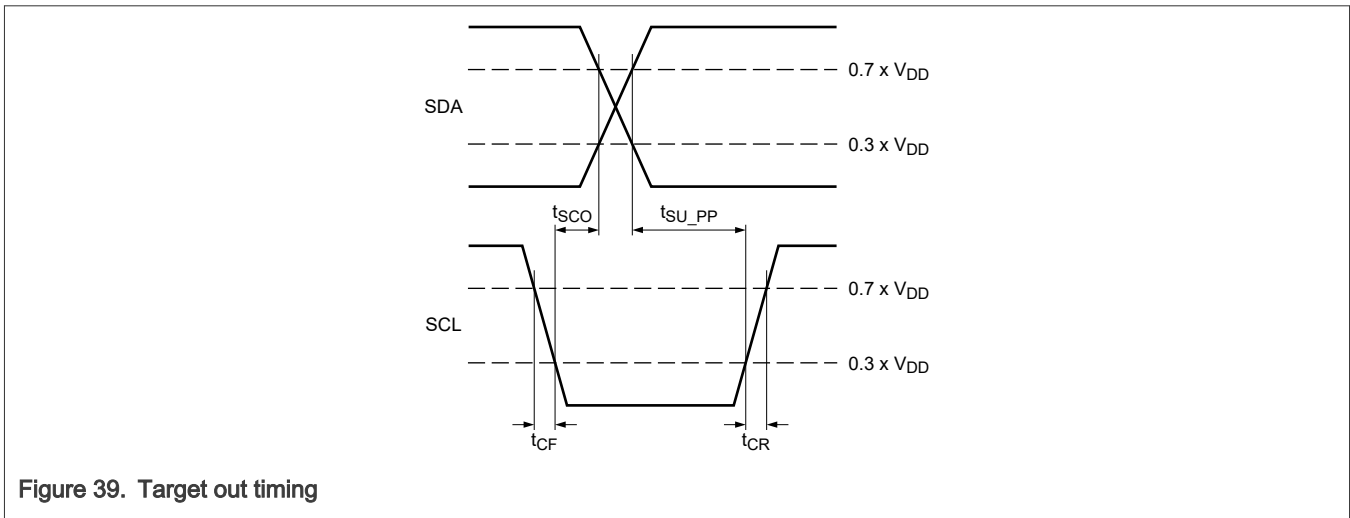 0.7 x VDD
SDA
0.3 x VDD
tSCO
tSU_PP
0.7 x VDD
SCL
0.3 x VDD
tCF
tCR
Figure 39. Target out timing